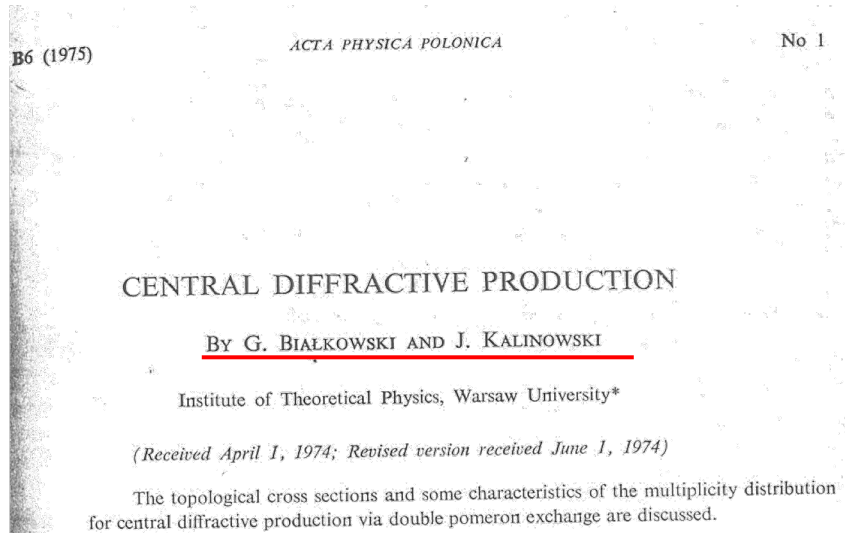 B6 (1975) ACTA PHYSICA POLONICA No 1
CENTRAL DIFFRACTIVE PRODUCTION
BY G. BIAŁKOWSKI AND J. KALINOWSKI
Institute of Theoretical Physics, Warsaw University*
(Received April 1, 1974; Revised version received June 1, 1974)
The topological cross sections and some characteristics of the multiplicity distribution
for central diffractive production via double pomeron exchange are discussed.